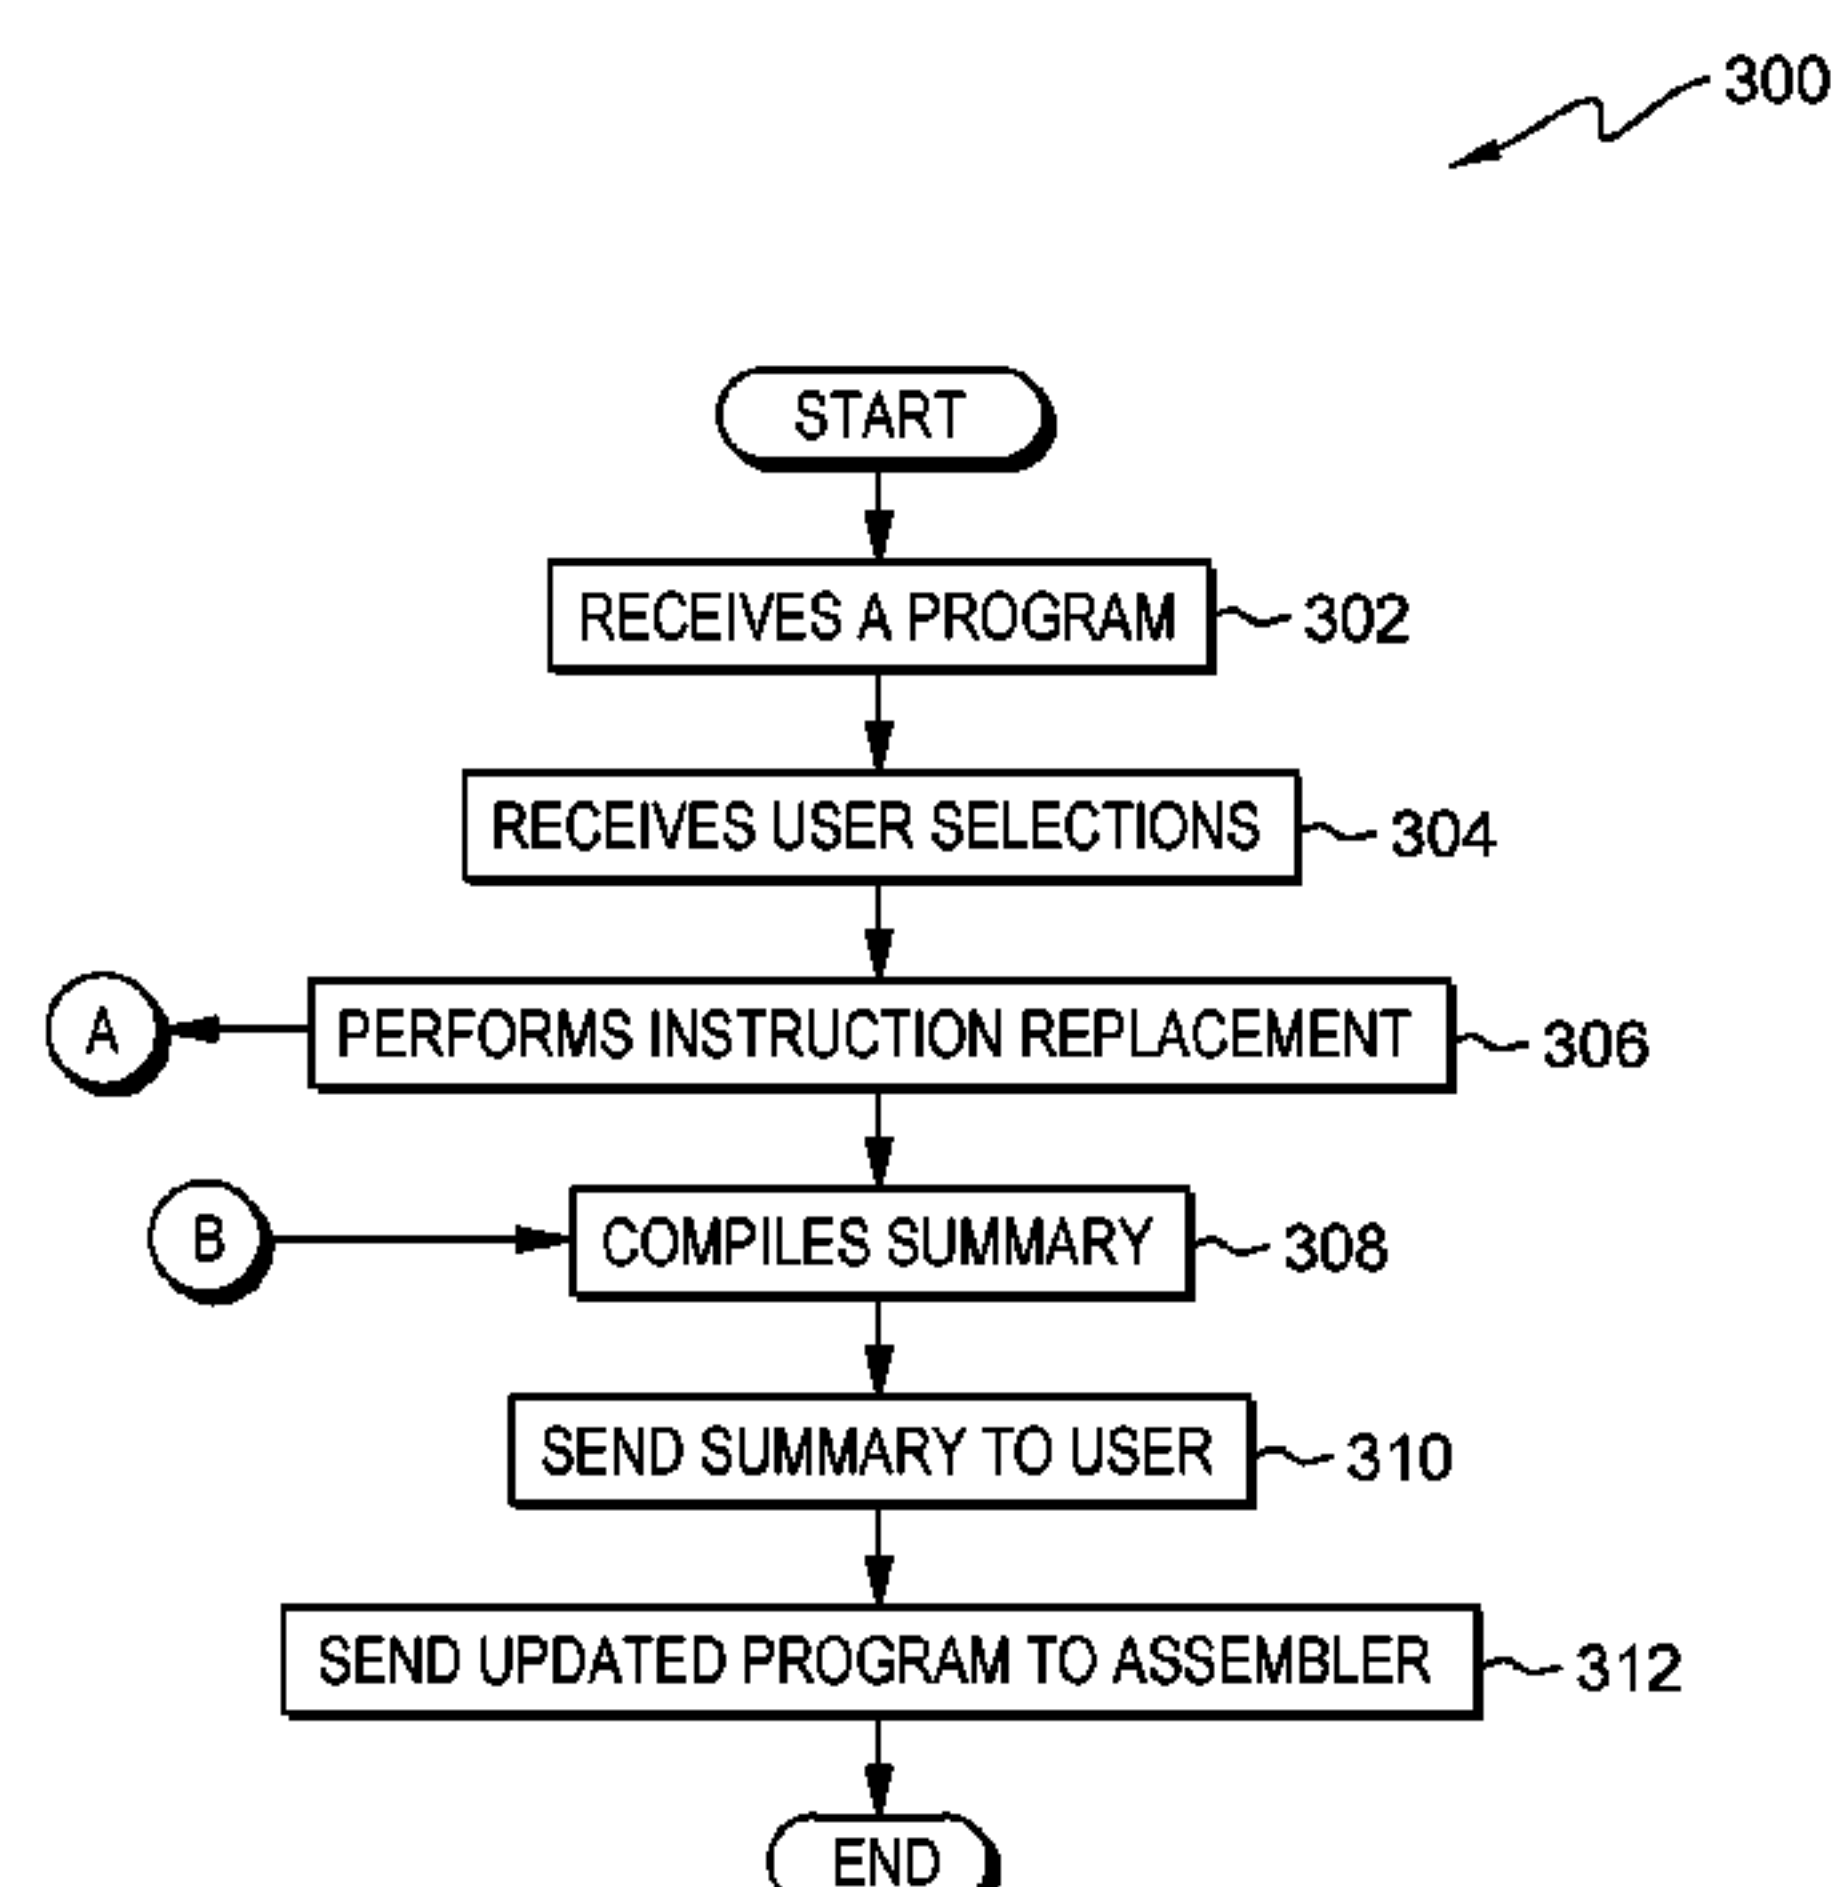 300
START
RECEIVES A PROGRAM 302
RECEIVES USER SELECTIONS 304
A PERFORMS INSTRUCTION REPLACEMENT 306
B COMPILES SUMMARY 308
SEND SUMMARY TO USER 310
SEND UPDATED PROGRAM TO ASSEMBLER 312
END